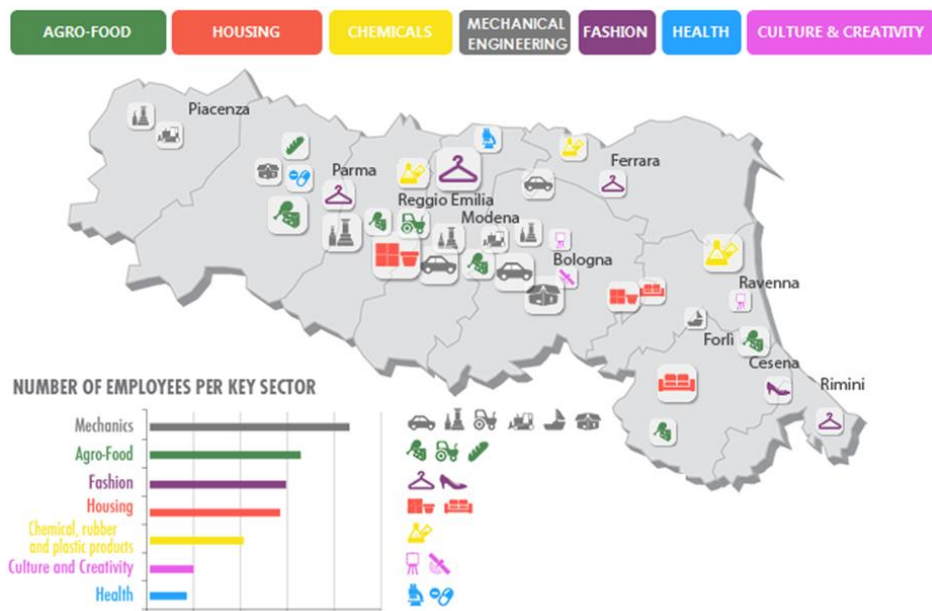 AGRO-FOOD
HOUSING
CHEMICALS
MECHANICAL
ENGINEERING
FASHION
HEALTH
CULTURE & CREATIVITY
Piacenza
Parma
Ferrara
Reggio Emilia
Modena
Bologna
Ravenna
Forlì
Cesena
Rimini
NUMBER OF EMPLOYEES PER KEY SECTOR
Mechanics
Agro-Food
Fashion
Housing
Chemical, rubber
and plastic products
Culture and Creativity
Health